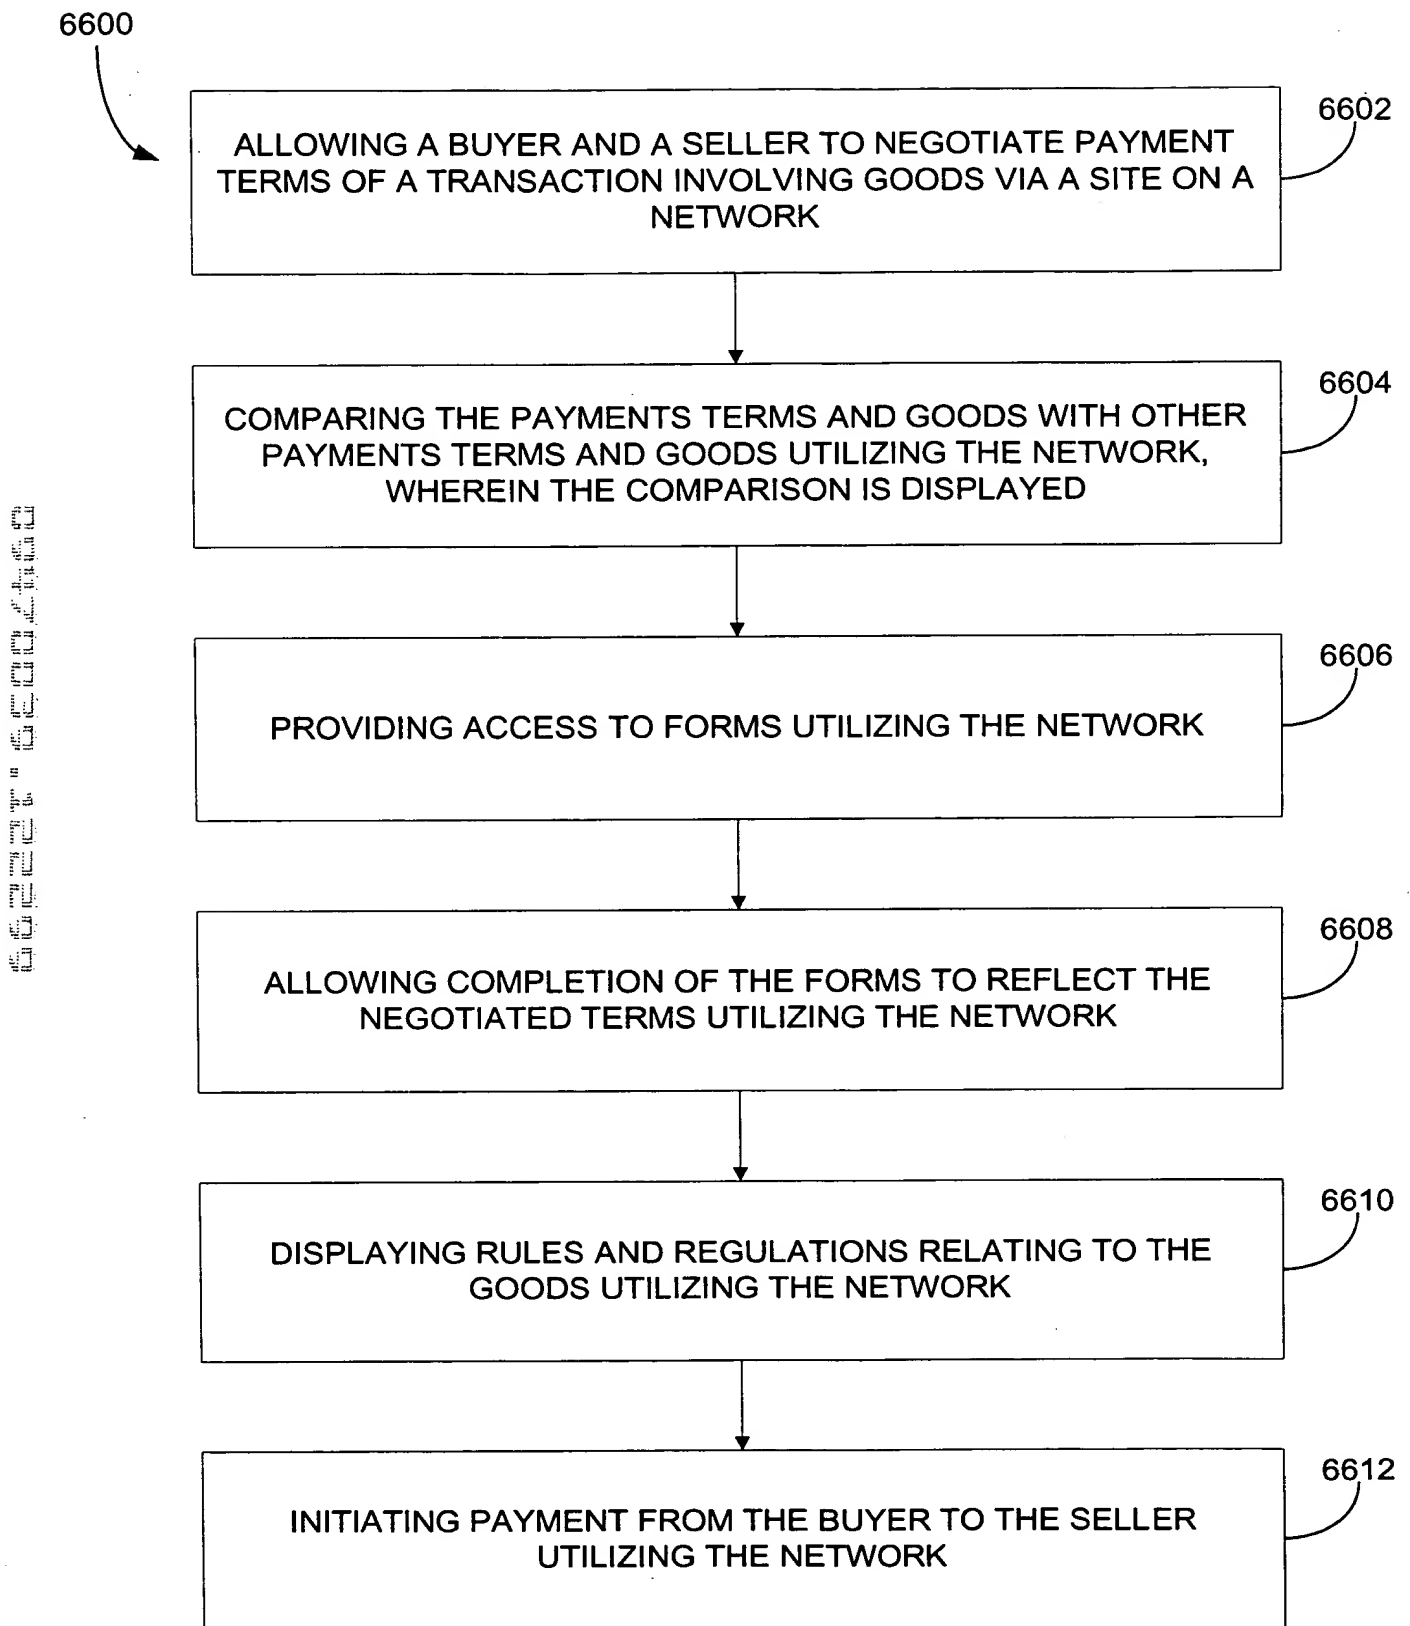 6600
6602
ALLOWING A BUYER AND A SELLER TO NEGOTIATE PAYMENT
TERMS OF A TRANSACTION INVOLVING GOODS VIA A SITE ON A
NETWORK
6604
COMPARING THE PAYMENTS TERMS AND GOODS WITH OTHER
PAYMENTS TERMS AND GOODS UTILIZING THE NETWORK,
WHEREIN THE COMPARISON IS DISPLAYED
6606
PROVIDING ACCESS TO FORMS UTILIZING THE NETWORK
6608
ALLOWING COMPLETION OF THE FORMS TO REFLECT THE
NEGOTIATED TERMS UTILIZING THE NETWORK
6610
DISPLAYING RULES AND REGULATIONS RELATING TO THE
GOODS UTILIZING THE NETWORK
6612
INITIATING PAYMENT FROM THE BUYER TO THE SELLER
UTILIZING THE NETWORK